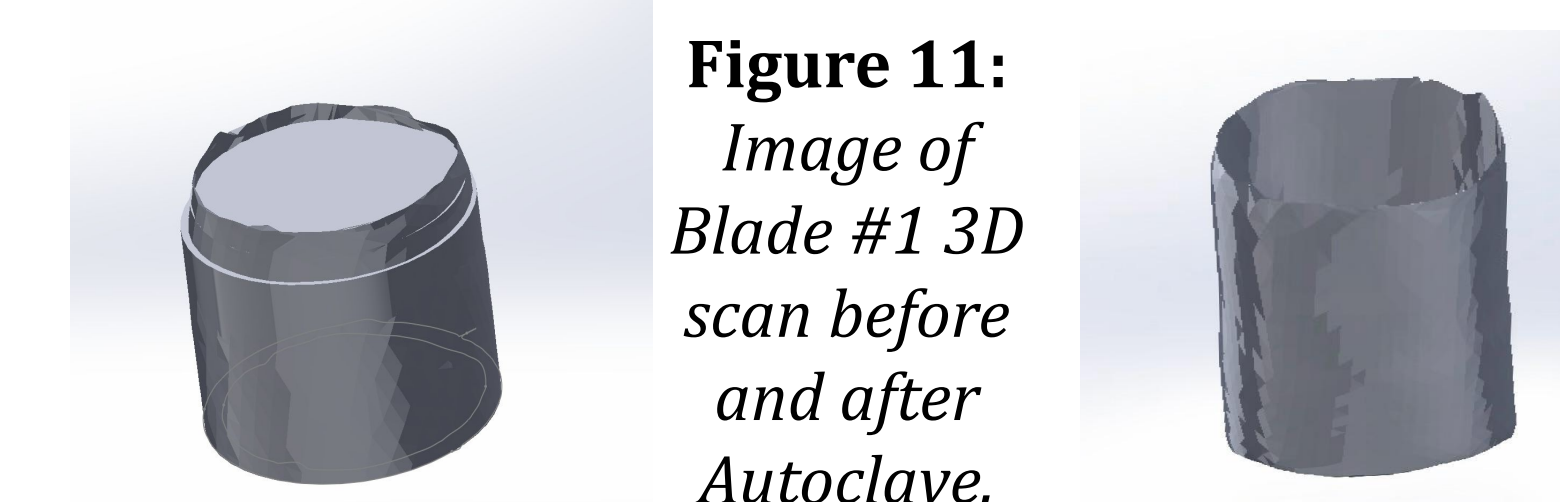 Figure 11:
Image of
Blade #1 3D
scan before
and after
Autoclave.